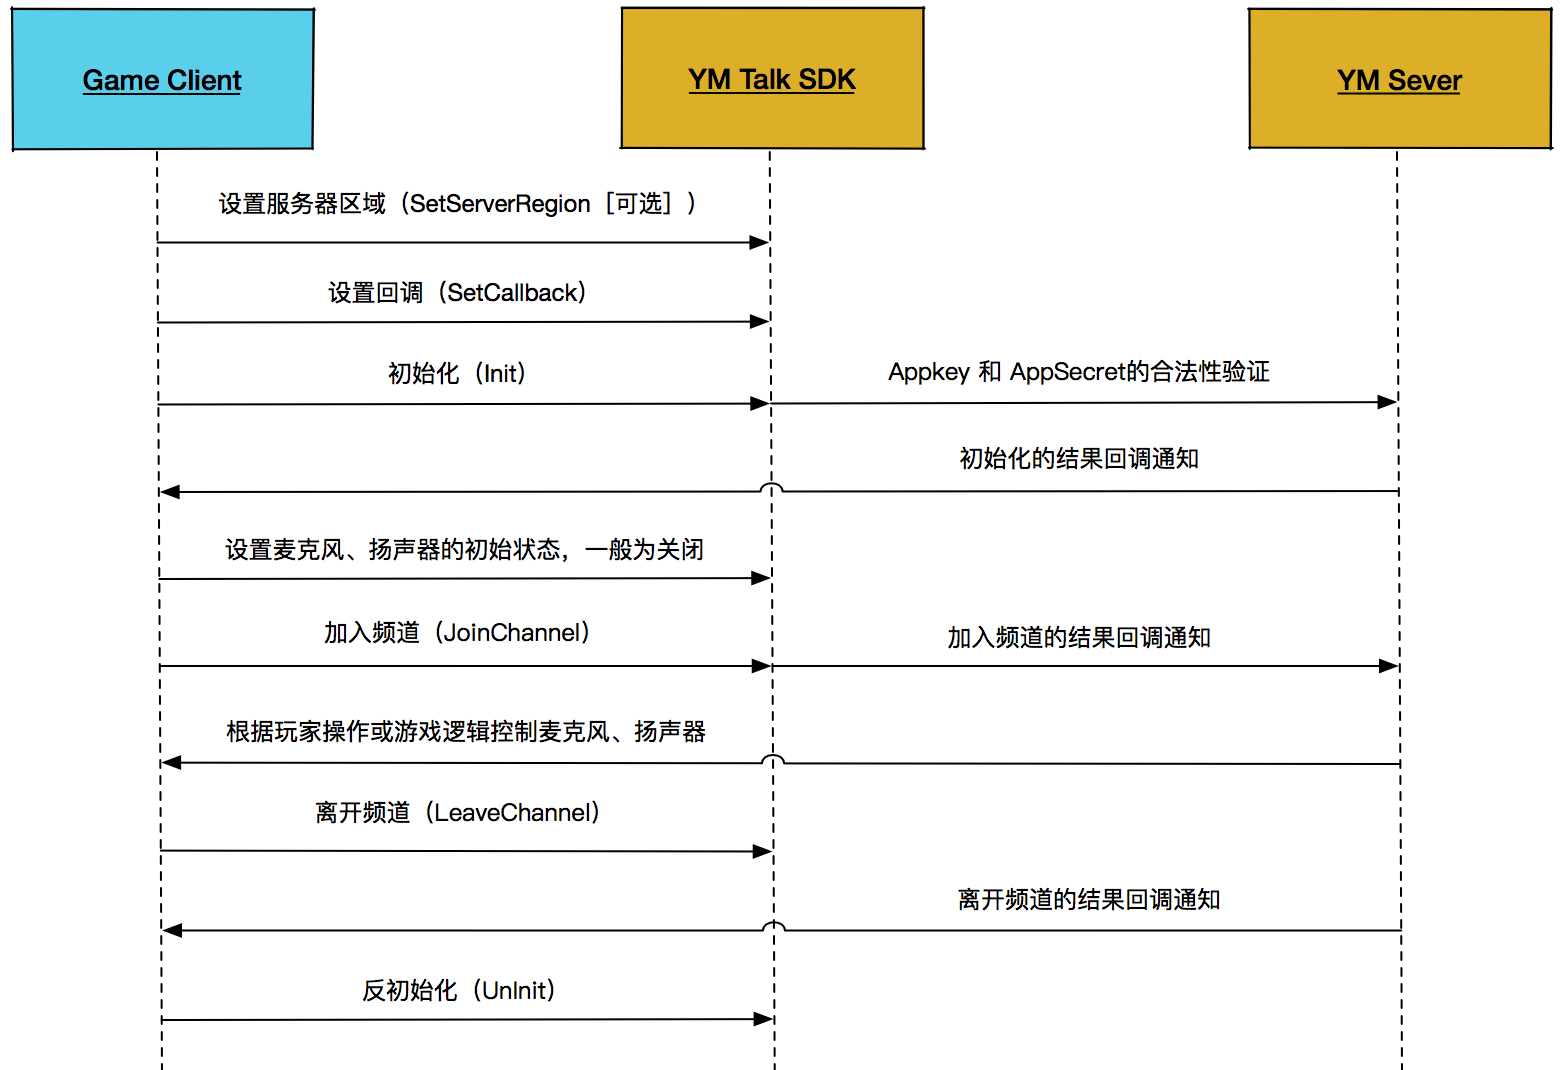 Game Client
YM Talk SDK
YM Sever
设置服务器区域（SetServerRegion［可选］）
设置回调（SetCallback）
初始化（Init）
Appkey 和 AppSecret的合法性验证
初始化的结果回调通知
设置麦克风、扬声器的初始状态，一般为关闭
加入频道（JoinChannel）
加入频道的结果回调通知
根据玩家操作或游戏逻辑控制麦克风、扬声器
离开频道（LeaveChannel）
离开频道的结果回调通知
反初始化（UnInit）